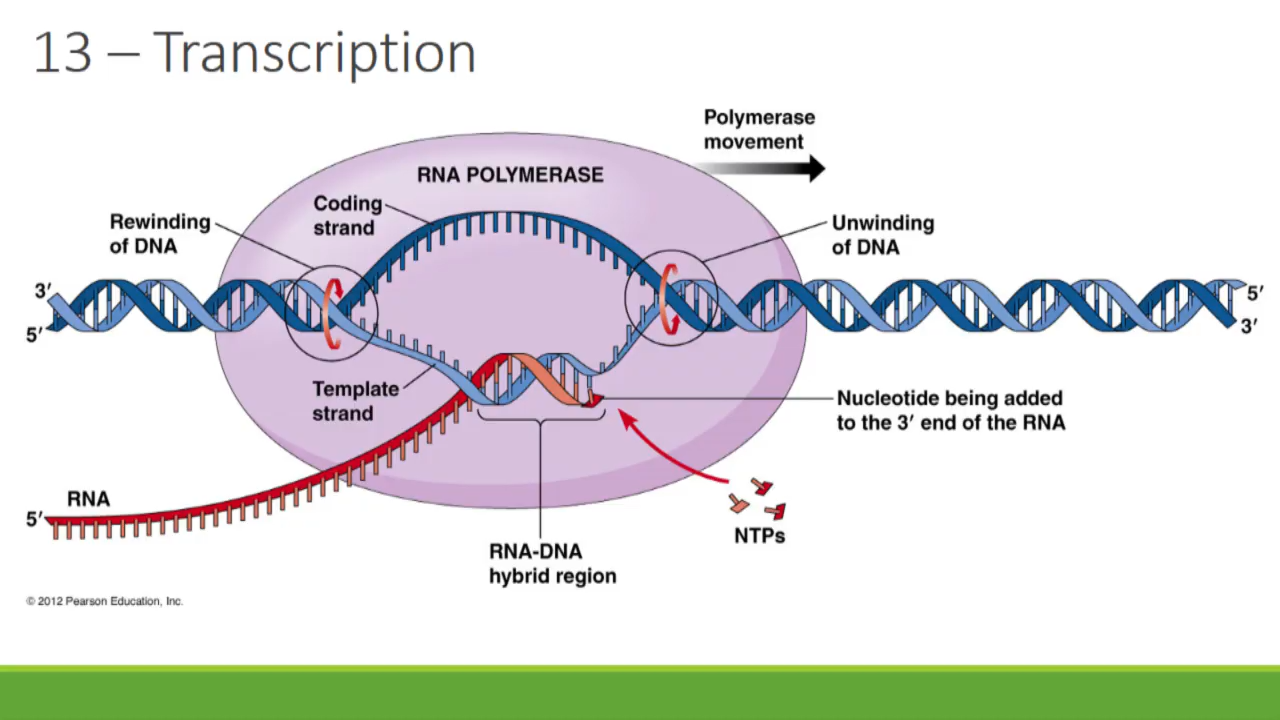 13 – Transcription
Polymerase
movement
RNA POLYMERASE
Coding
strand
Rewinding
of DNA
Unwinding
of DNA
3′
5′
5′
3′
Template
strand
Nucleotide being added
to the 3′ end of the RNA
RNA
5′
NTPs
RNA-DNA
hybrid region
© 2012 Pearson Education, Inc.